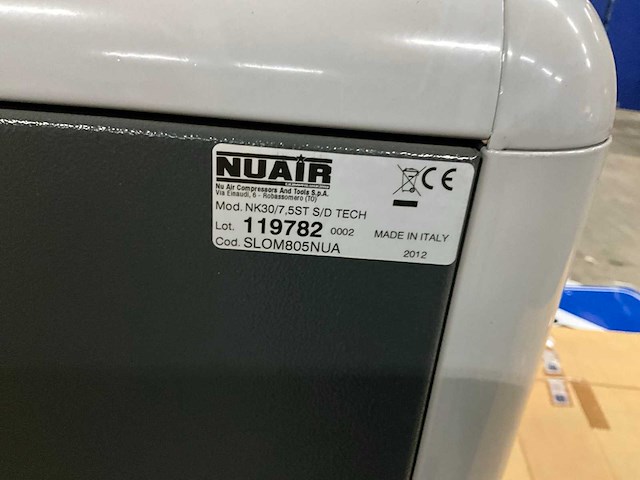 NUAIR
Nu Air Compressors And Tools S.p.A.
Via Einaudi, 6 - Robassomero (TO)
Mod. NK30/7,5ST S/D TECH
Lot. 119782 0002
Cod. SLOM805NUA
CE
MADE IN ITALY
2012